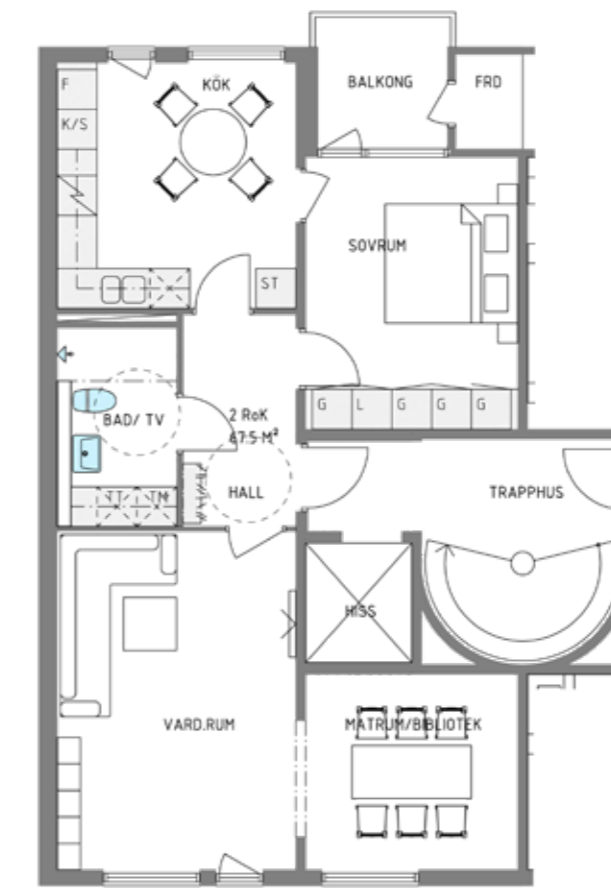 BALKONG
FRD
KÖK
F
K/S
SOVRUM
ST
G L G G G
BAD/ TV
2 RoK
67.5 M²
HALL
TT TM
TRAPPHUS
HISS
VARD.RUM
MATRUM/BIBLIOTEK